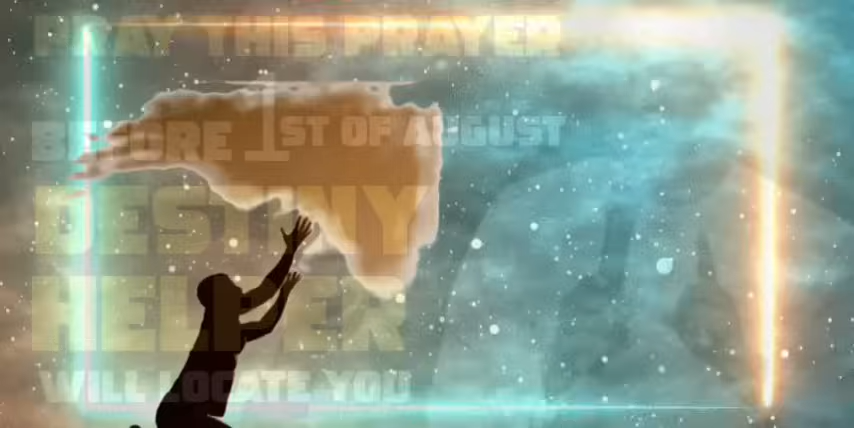 PRAY THIS PRAYER
BEFORE 1ST OF AUGUST
DESTINY
HELPER
WILL LOCATE YOU